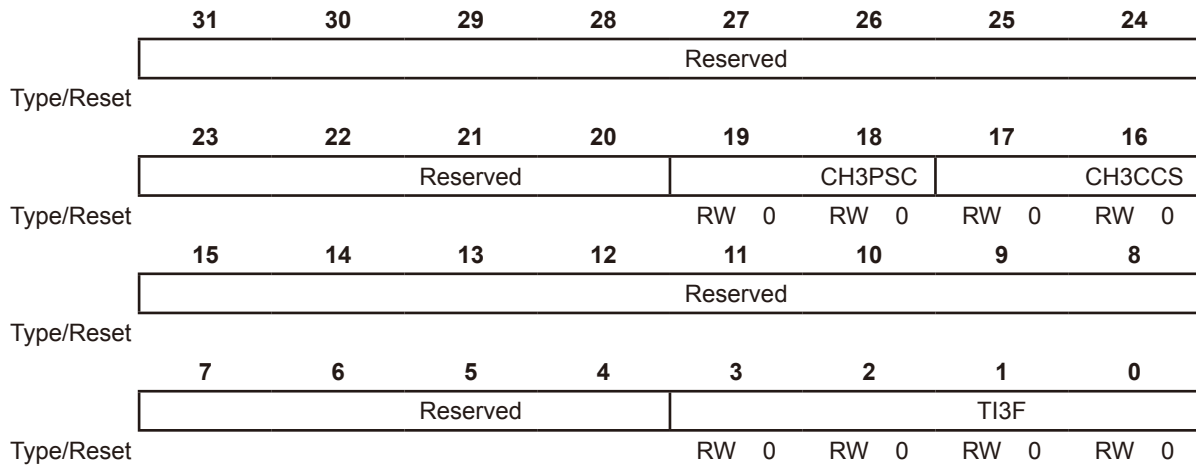 31 30 29 28 27 26 25 24
Reserved
Type/Reset
23 22 21 20 19 18 17 16
Reserved CH3PSC CH3CCS
Type/Reset RW 0 RW 0 RW 0 RW 0
15 14 13 12 11 10 9 8
Reserved
Type/Reset
7 6 5 4 3 2 1 0
Reserved TI3F
Type/Reset RW 0 RW 0 RW 0 RW 0